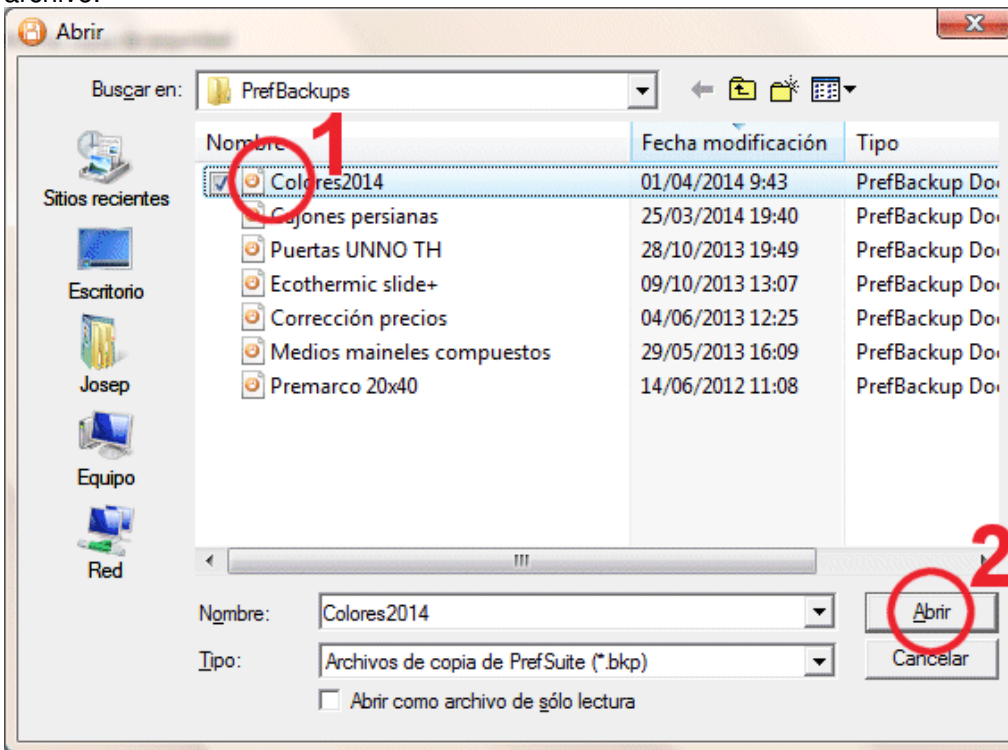 archivo.
Abrir
Buscar en: PrefBackups
Nombre Fecha modificación Tipo
Colores2014 01/04/2014 9:43 PrefBackup Do
Cajones persianas 25/03/2014 19:40 PrefBackup Do
Puertas UNNO TH 28/10/2013 19:49 PrefBackup Do
Ecothermic slide+ 09/10/2013 13:07 PrefBackup Do
Corrección precios 04/06/2013 12:25 PrefBackup Do
Medios maineles compuestos 29/05/2013 16:09 PrefBackup Do
Premarco 20x40 14/06/2012 11:08 PrefBackup Do
1
Sitios recientes
Escritorio
Josep
Equipo
Red
2
Nombre: Colores2014 Abrir
Tipo: Archivos de copia de PrefSuite (*.bkp) Cancelar
Abrir como archivo de sólo lectura